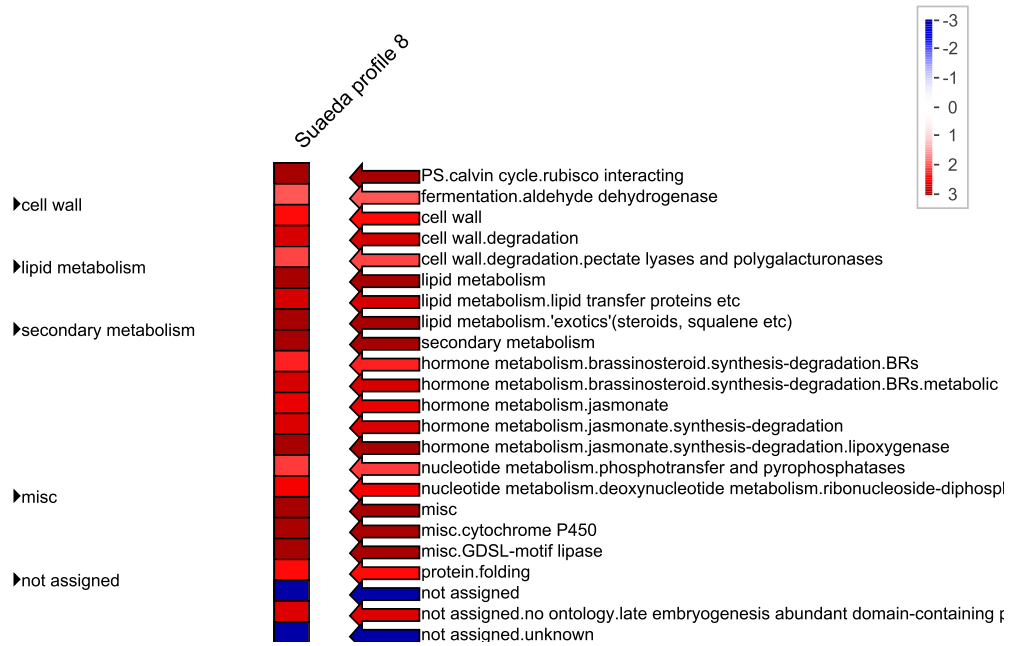 Suaeda profile 8
-3
-2
-1
0
1
2
3
cell wall
lipid metabolism
secondary metabolism
misc
not assigned
PS.calvin cycle.rubisco interacting
fermentation.aldehyde dehydrogenase
cell wall
cell wall.degradation
cell wall.degradation.pectate lyases and polygalacturonases
lipid metabolism
lipid metabolism.lipid transfer proteins etc
lipid metabolism.'exotics'(steroids, squalene etc)
secondary metabolism
hormone metabolism.brassinosteroid.synthesis-degradation.BRs
hormone metabolism.brassinosteroid.synthesis-degradation.BRs.metabolic
hormone metabolism.jasmonate
hormone metabolism.jasmonate.synthesis-degradation
hormone metabolism.jasmonate.synthesis-degradation.lipoxygenase
nucleotide metabolism.phosphotransfer and pyrophosphatases
nucleotide metabolism.deoxynucleotide metabolism.ribonucleoside-diphosp
misc
misc.cytochrome P450
misc.GDSL-motif lipase
protein.folding
not assigned
not assigned.no ontology.late embryogenesis abundant domain-containing p
not assigned.unknown